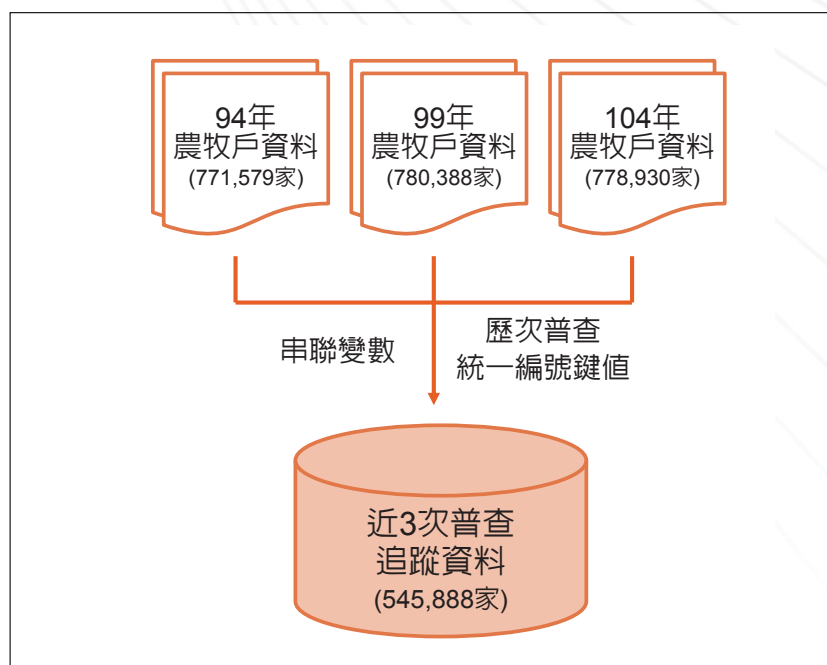 94年
農牧戶資料
(771,579家)
99年
農牧戶資料
(780,388家)
104年
農牧戶資料
(778,930家)
串聯變數
歷次普查
統一編號鍵值
近3次普查
追蹤資料
(545,888家)